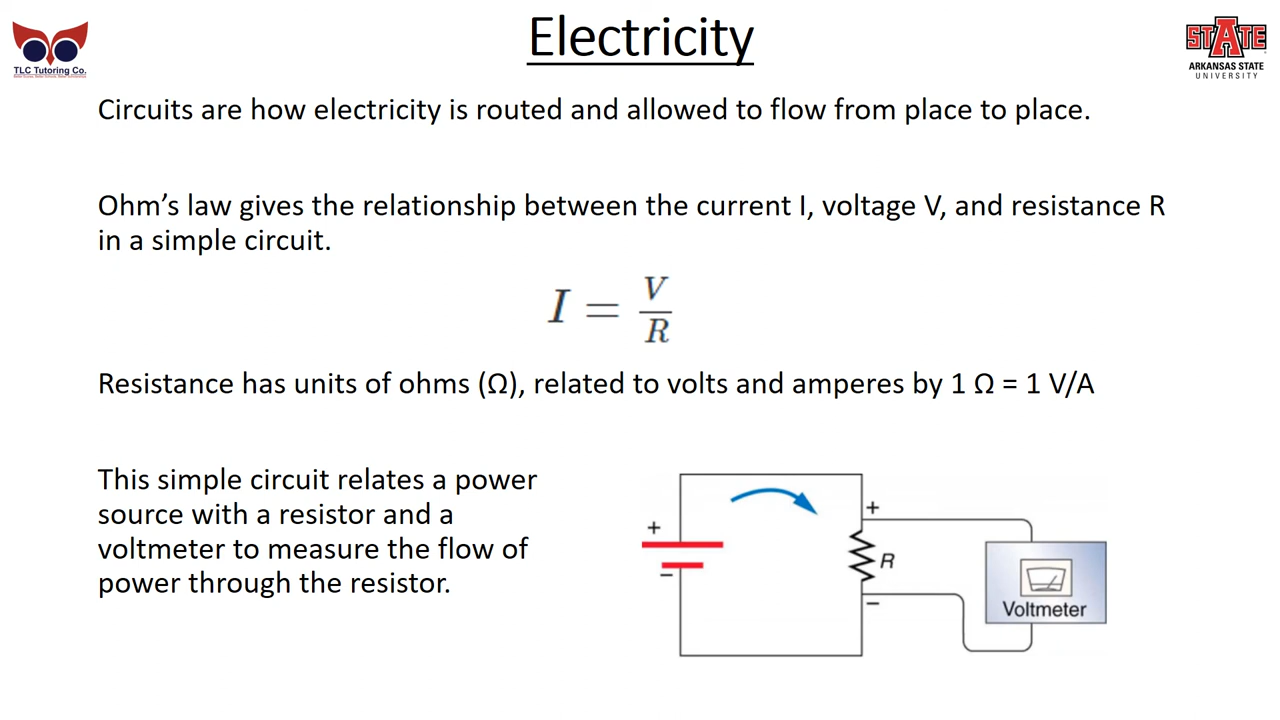 Electricity
TLC Tutoring Co.
STATE
ARKANSAS STATE
UNIVERSITY
Circuits are how electricity is routed and allowed to flow from place to place.
Ohm’s law gives the relationship between the current I, voltage V, and resistance R
in a simple circuit.
I = V/R
Resistance has units of ohms (Ω), related to volts and amperes by 1 Ω = 1 V/A
This simple circuit relates a power
source with a resistor and a
voltmeter to measure the flow of
power through the resistor.
+
−
+
R
−
Voltmeter